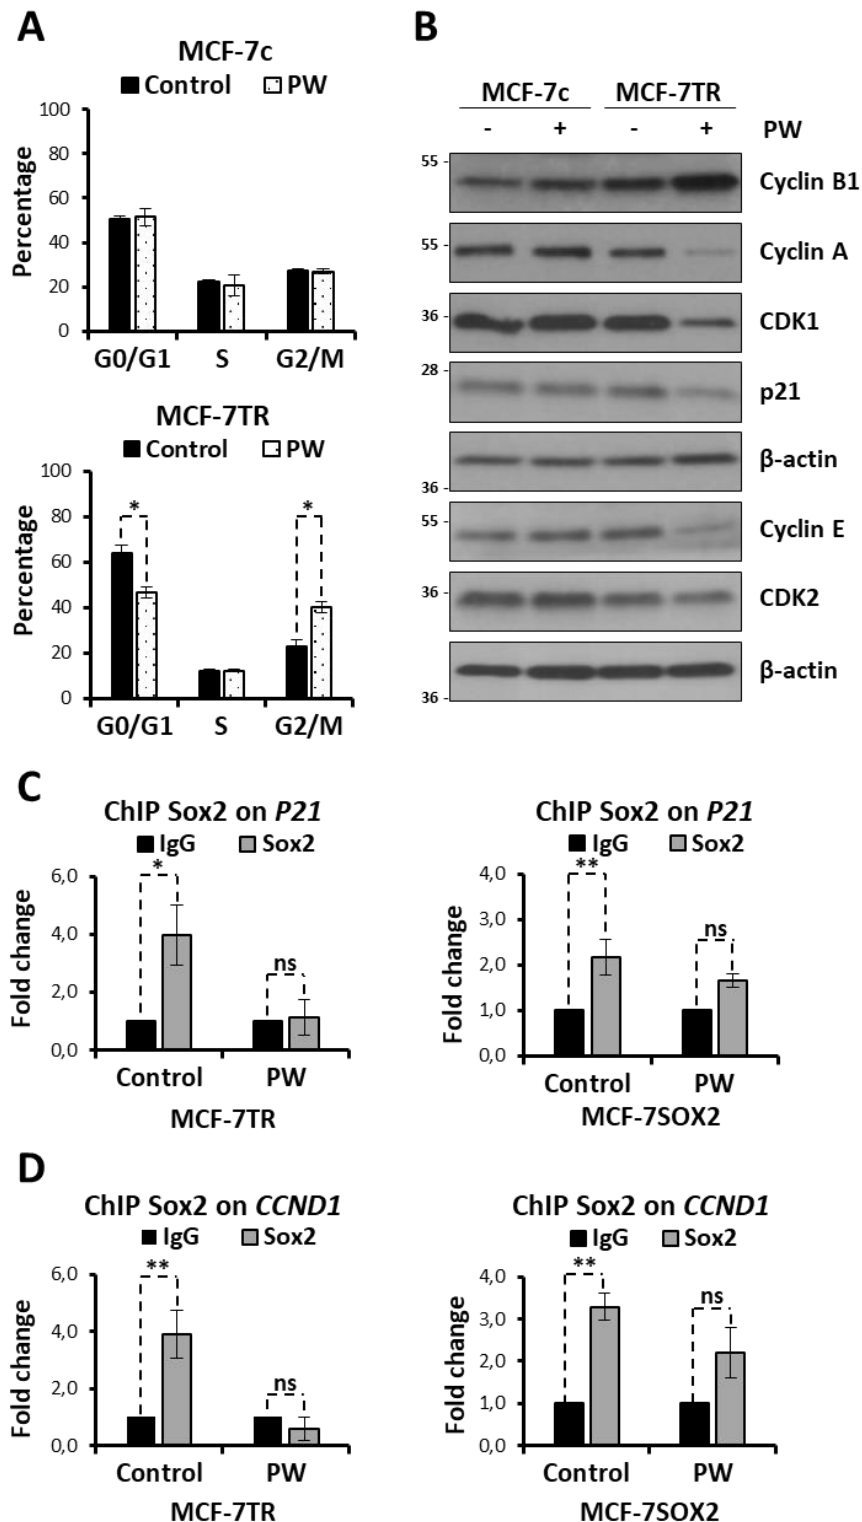 A
MCF-7c
Control PW
Percentage
100
80
60
40
20
0
G0/G1 S G2/M
MCF-7TR
Control PW
Percentage
100
80
60
40
20
0
* *
G0/G1 S G2/M
B
MCF-7c MCF-7TR
- + - + PW
55 - Cyclin B1
55 - Cyclin A
36 - CDK1
28 - p21
β-actin
36 -
55 - Cyclin E
36 - CDK2
β-actin
36 -
C
ChIP Sox2 on P21
IgG Sox2
Fold change
6,0
4,0
2,0
0,0
* ns
Control PW
MCF-7TR
ChIP Sox2 on P21
IgG Sox2
Fold change
4,0
3,0
2,0
1,0
0,0
** ns
Control PW
MCF-7SOX2
D
ChIP Sox2 on CCND1
IgG Sox2
Fold change
6,0
4,0
2,0
0,0
** ns
Control PW
MCF-7TR
ChIP Sox2 on CCND1
IgG Sox2
Fold change
4,0
3,0
2,0
1,0
0,0
** ns
Control PW
MCF-7SOX2